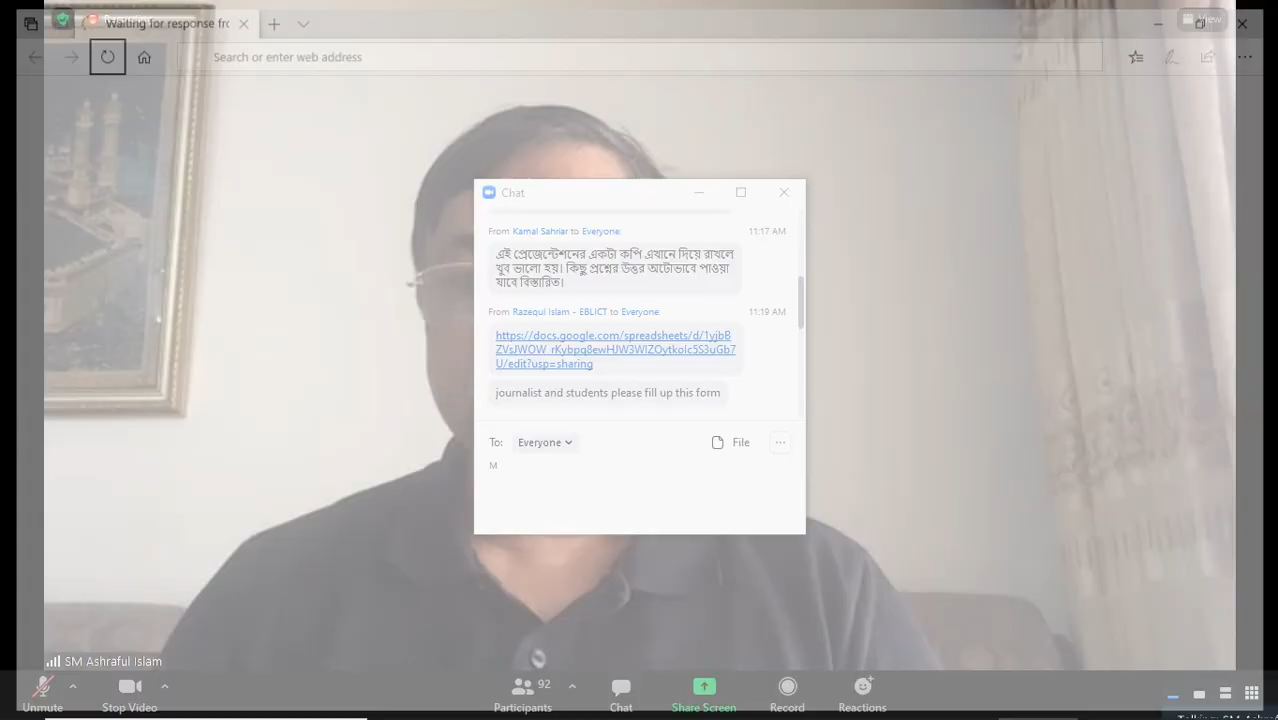 Waiting for response fr
View
Search or enter web address
Chat
From Kamal Sahriar to Everyone: 11:17 AM
এই প্রেজেন্টেশনের একটা কপি এখানে দিয়ে রাখলে
খুব ভালো হয়। কিছু প্রশ্নের উত্তর অটোভাবে পাওয়া
যাবে বিস্তারিত।
From Razequl Islam - EBLICT to Everyone: 11:19 AM
https://docs.google.com/spreadsheets/d/1yjbB
ZVsJWOW_rKybpq8ewHJW3WlZOytkolc5S3uGb7
U/edit?usp=sharing
journalist and students please fill up this form
To: Everyone File
M
SM Ashraful Islam
92
Unmute Stop Video Participants Chat Share Screen Record Reactions